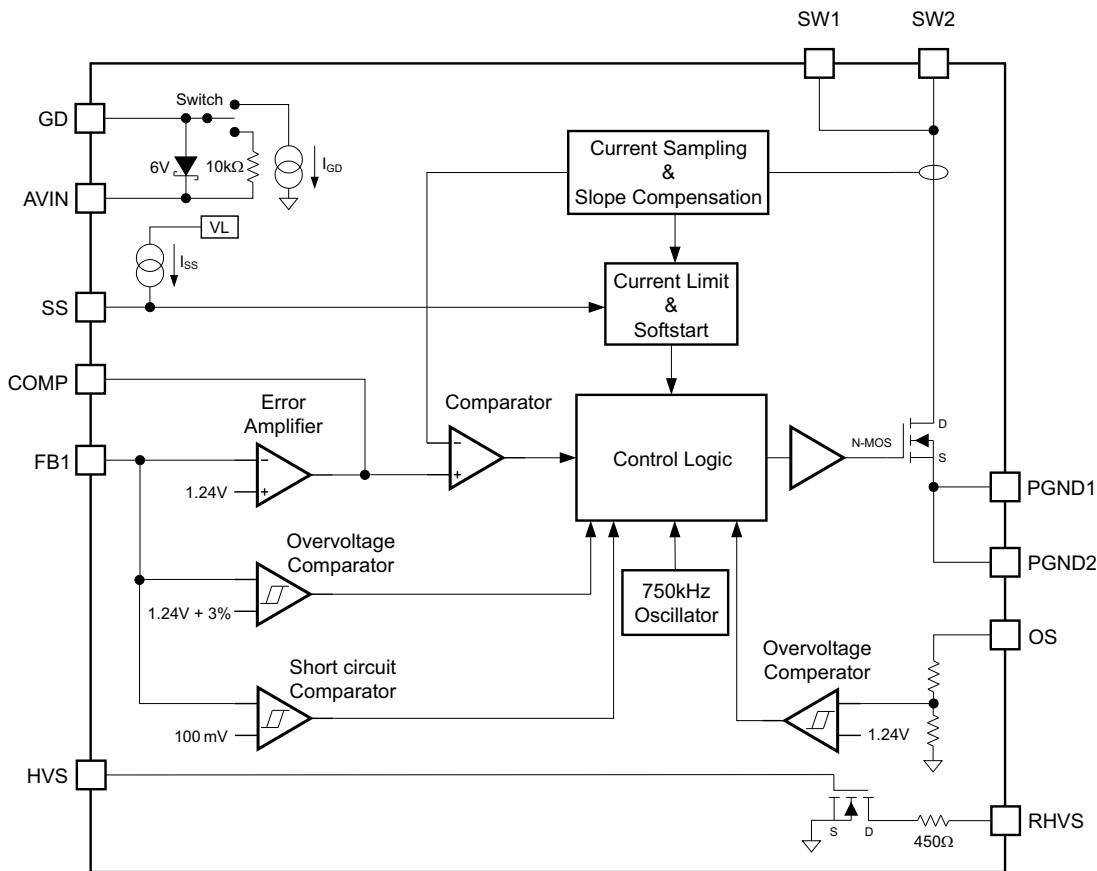 SW1
SW2
GD
Switch
6V
10kΩ
I_GD
AVIN
VL
I_SS
SS
Current Sampling
&
Slope Compensation
Current Limit
&
Softstart
COMP
Error
Amplifier
Comparator
FB1
−
1.24V
+
−
+
Control Logic
N-MOS
D
S
PGND1
PGND2
Overvoltage
Comparator
1.24V + 3%
750kHz
Oscillator
OS
Short circuit
Comparator
100 mV
Overvoltage
Comperator
1.24V
HVS
S
D
450Ω
RHVS